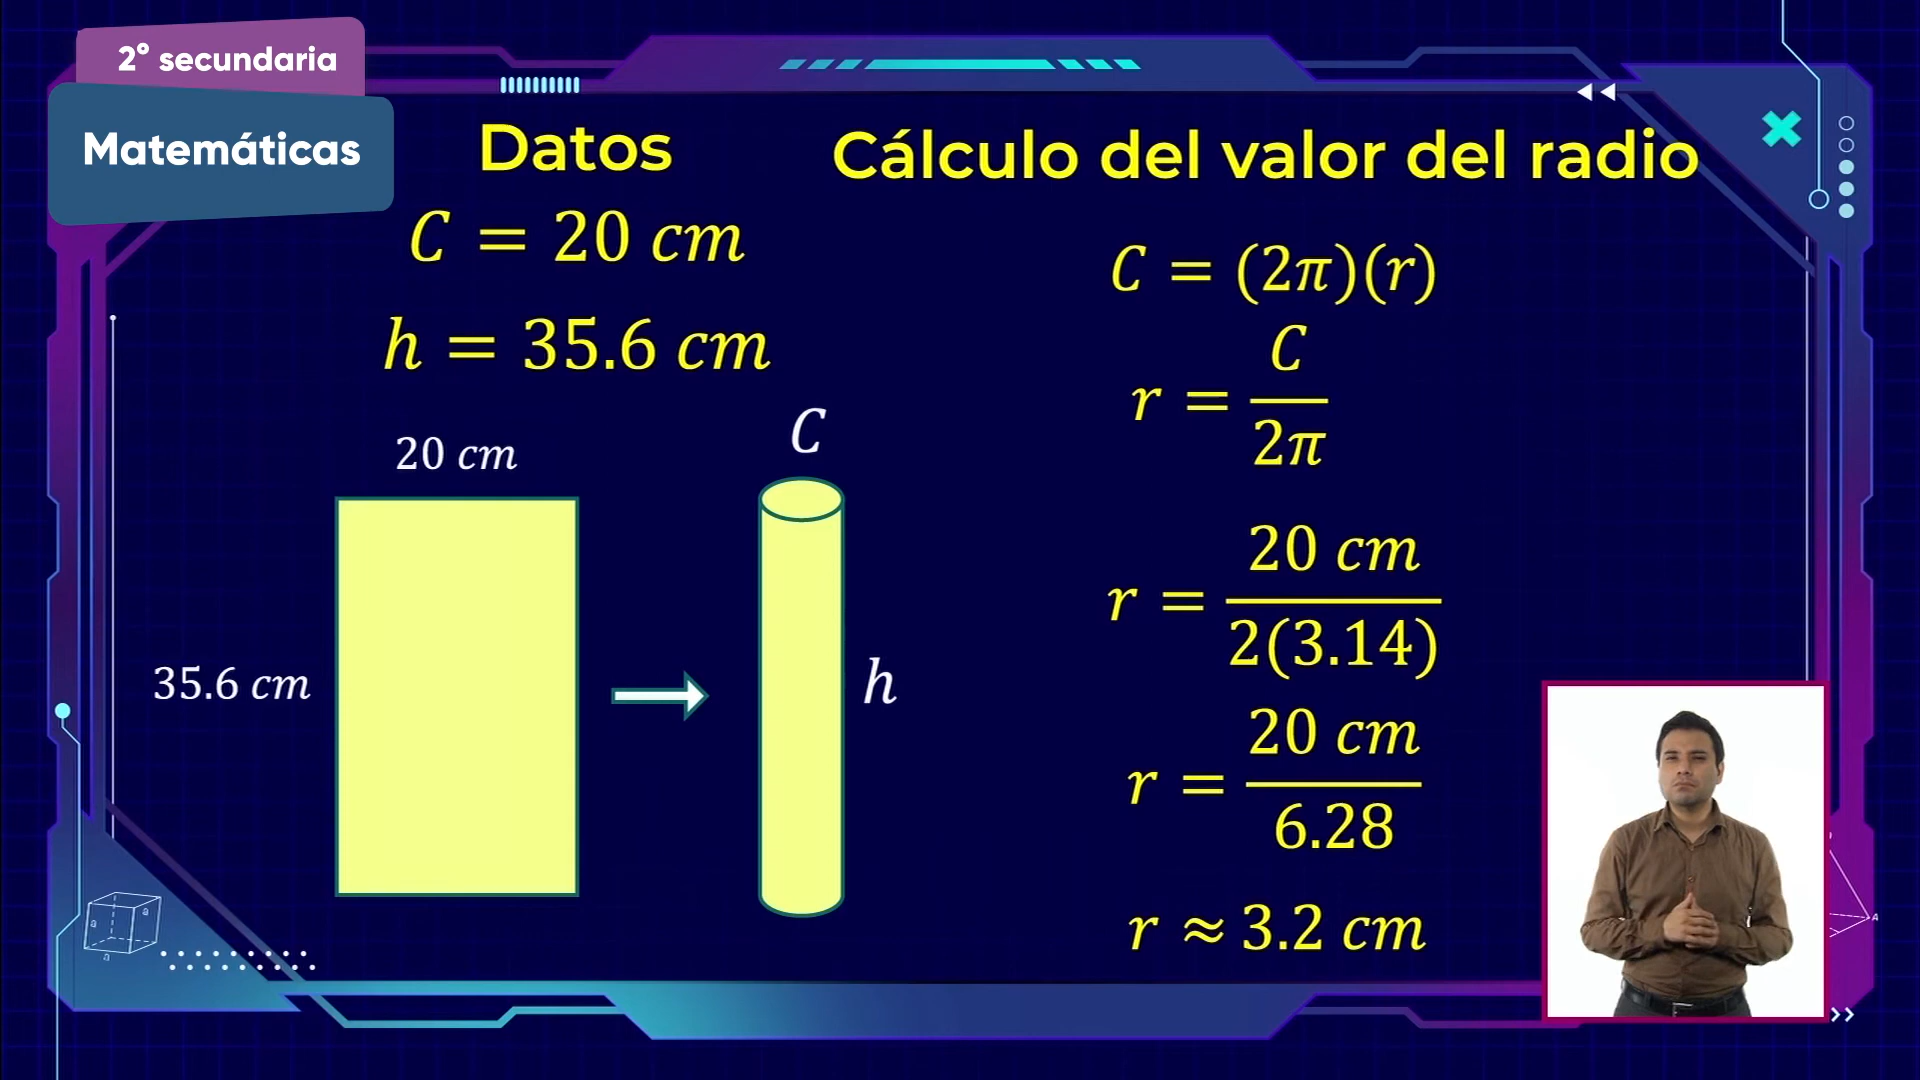 2° secundaria
Matemáticas
Datos
C = 20 cm
h = 35.6 cm
20 cm
35.6 cm
C
h
Cálculo del valor del radio
C = (2π)(r)
r = C/2π
r = 20 cm/2(3.14)
r = 20 cm/6.28
r ≈ 3.2 cm
a
a
a
A